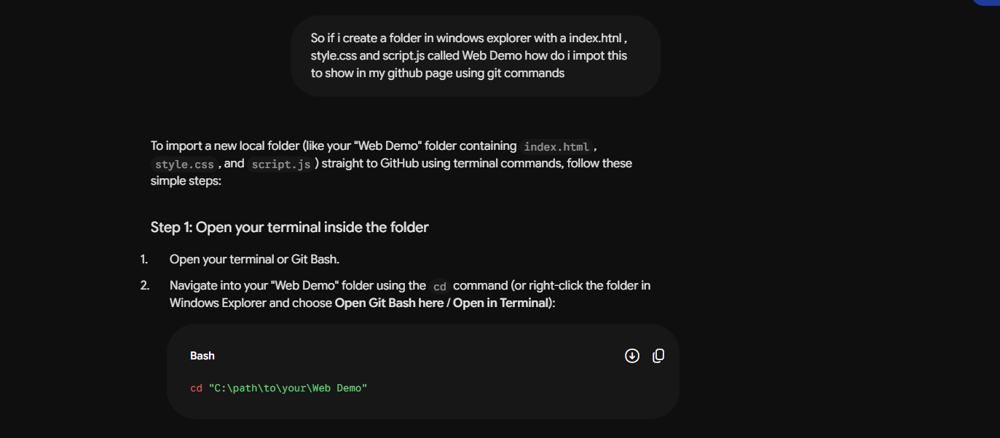 So if i create a folder in windows explorer with a index.htnl ,
style.css and script.js called Web Demo how do i impot this
to show in my github page using git commands
To import a new local folder (like your "Web Demo" folder containing index.html ,
style.css , and script.js ) straight to GitHub using terminal commands, follow these
simple steps:
Step 1: Open your terminal inside the folder
1. Open your terminal or Git Bash.
2. Navigate into your "Web Demo" folder using the cd command (or right-click the folder in
Windows Explorer and choose Open Git Bash here / Open in Terminal):
Bash
cd "C:\path\to\your\Web Demo"